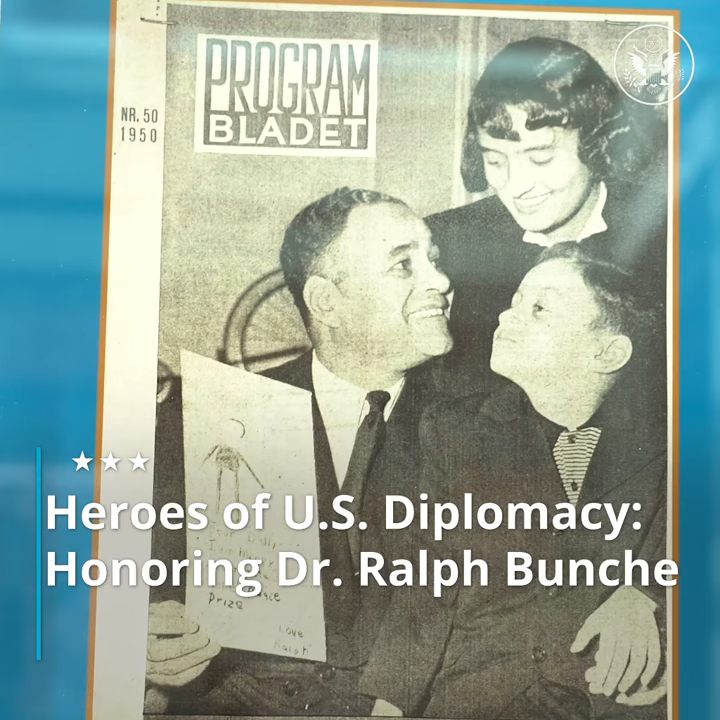 PROGRAM
BLADET
NR. 50
1950
Heroes of U.S. Diplomacy:
Honoring Dr. Ralph Bunche
Prize
Love
Ralph